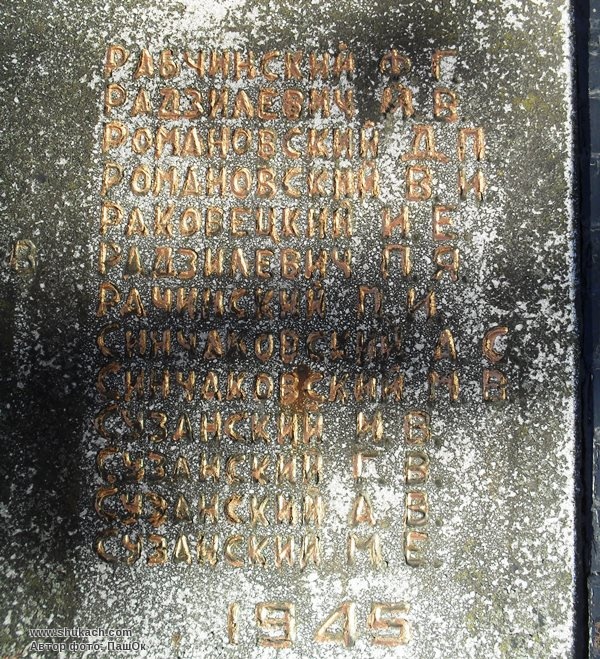 РАБЧИНСКИЙ Ф Г.
РАДЗИЛЕВИЧ М В
РОМАНОВСКИЙ Д П
РОМАНОВСКИЙ В И
РАКОВЕЦКИЙ И Е.
РАДЗИЛЕВИЧ П Я.
В
РАЧИНСКИЙ П И
СИНЧАКОВСКИЙ А С
СИНЧАКОВСКИЙ М В
СУЗАНСКИЙ И В.
СУЗАНСКИЙ Г. В.
СУЗАНСКИЙ А. В.
СУЗАНСКИЙ М. Е.
1945
www.shukach.com
Автор фото: ПашОк